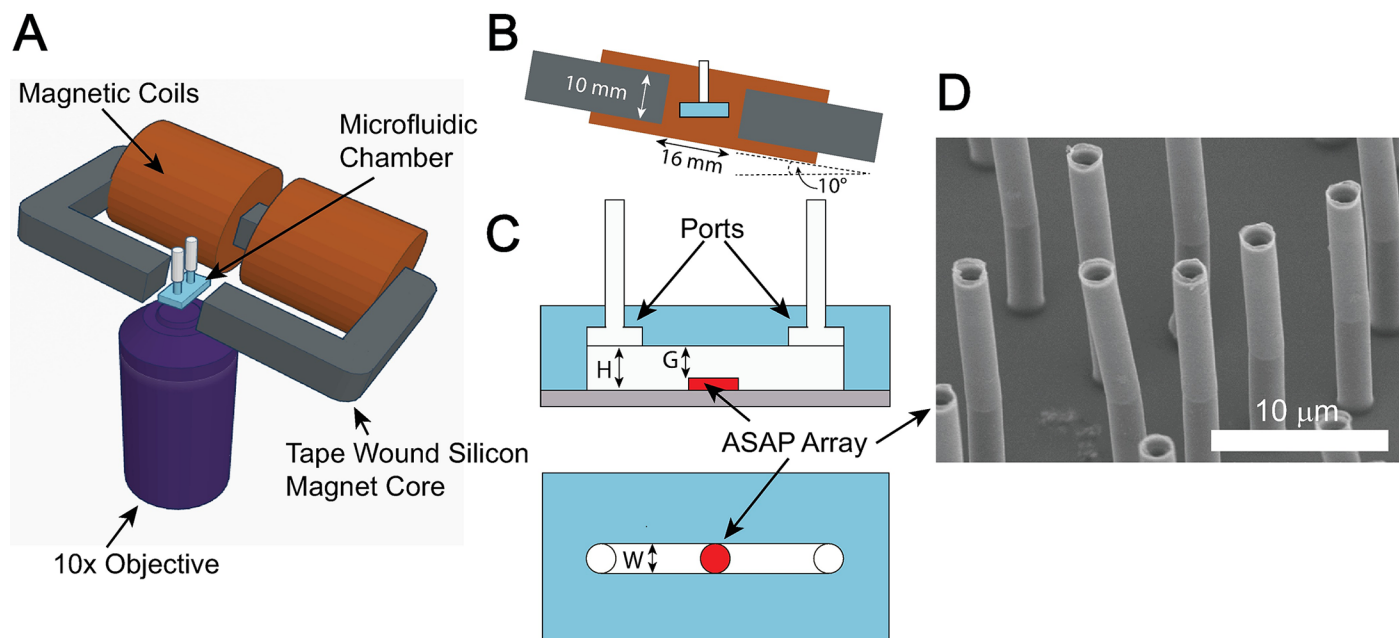 A
Magnetic Coils
Microfluidic
Chamber
Tape Wound Silicon
Magnet Core
10x Objective
B
10 mm
16 mm
10°
C
Ports
H
G
ASAP Array
W
D
10 μm